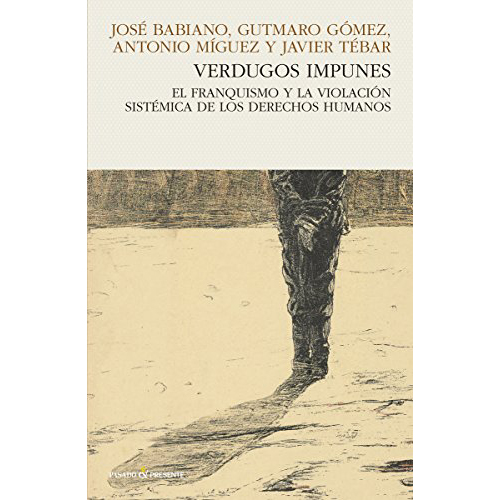 JOSÉ BABIANO, GUTMARO GÓMEZ,
ANTONIO MÍGUEZ Y JAVIER TÉBAR
VERDUGOS IMPUNES
EL FRANQUISMO Y LA VIOLACIÓN
SISTÉMICA DE LOS DERECHOS HUMANOS
PASADO & PRESENTE